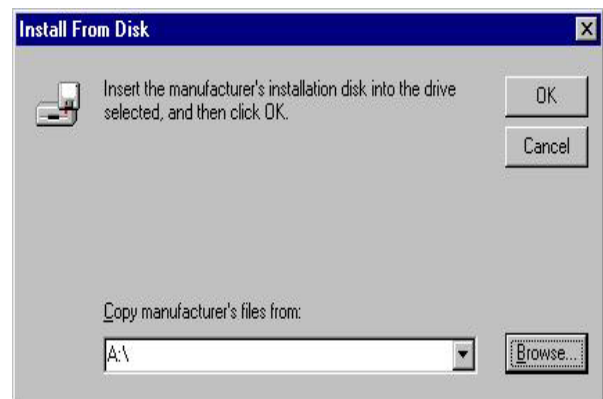 Install From Disk
Insert the manufacturer's installation disk into the drive
selected, and then click OK.
OK
Cancel
Copy manufacturer's files from:
A:\
Browse...